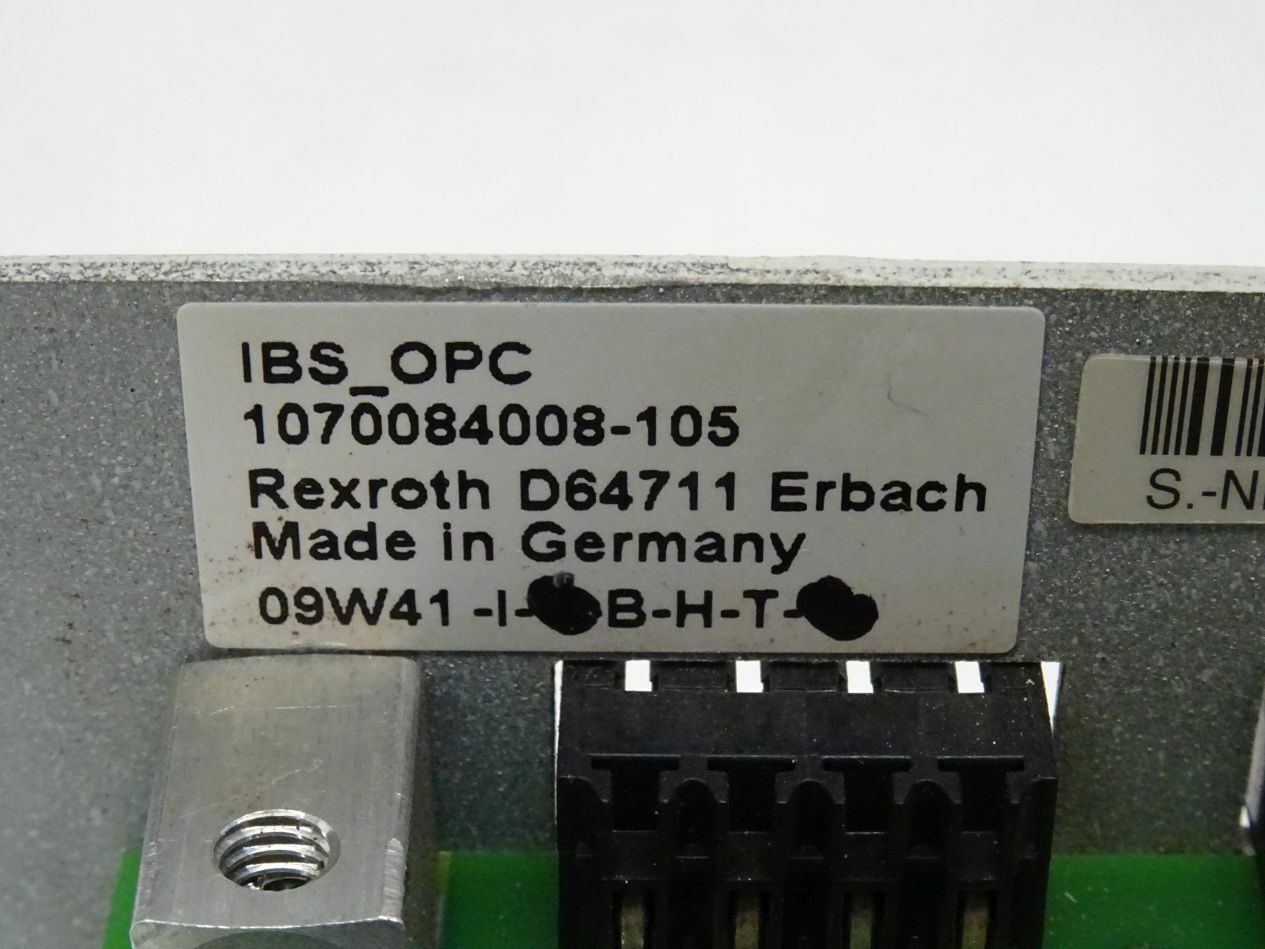 IBS_OPC
1070084008-105
Rexroth D64711 Erbach
Made in Germany
09W41 -I- B-H-T-
S.-N